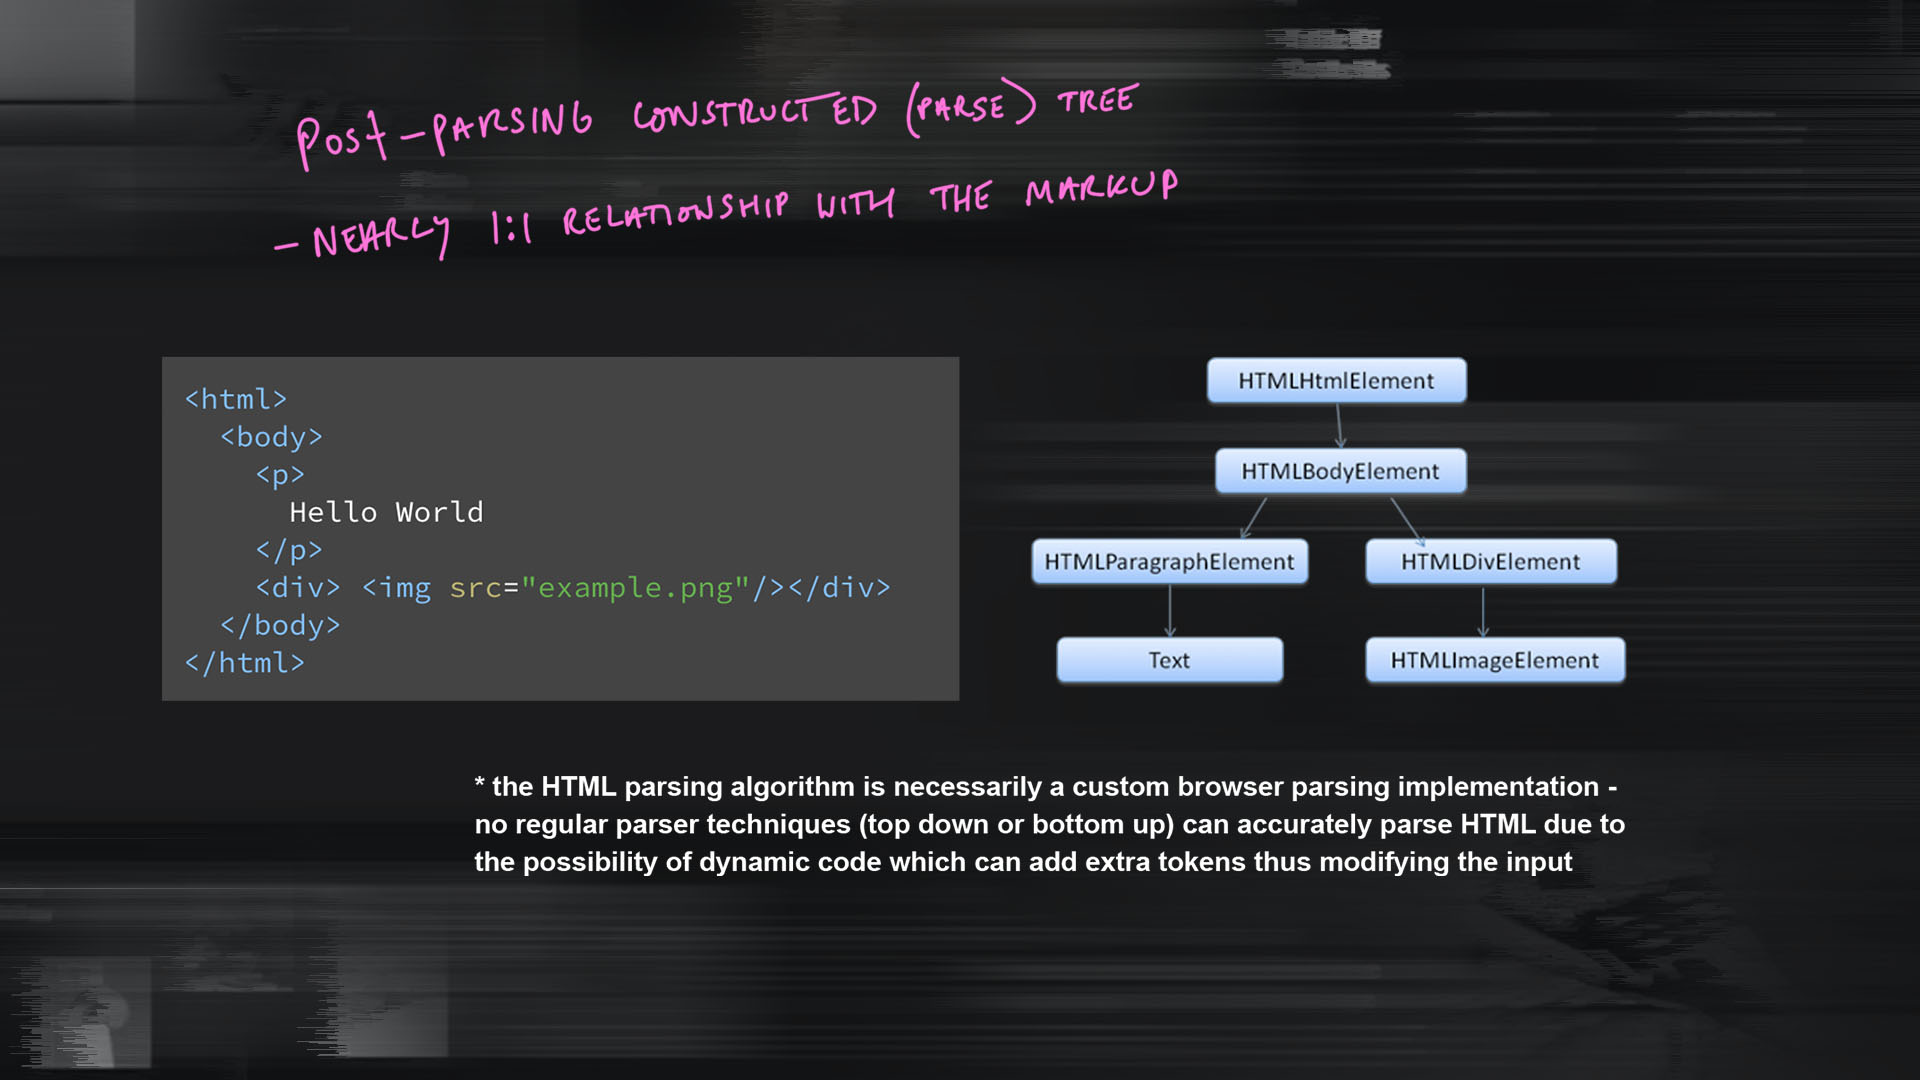 Post-PARSING CONSTRUCTED (PARSE) TREE
- NEARLY 1:1 RELATIONSHIP WITH THE MARKUP
<html>
<body>
<p>
Hello World
</p>
<div> <img src="example.png"/></div>
</body>
</html>
HTMLHtmlElement
HTMLBodyElement
HTMLParagraphElement
HTMLDivElement
Text
HTMLImageElement
* the HTML parsing algorithm is necessarily a custom browser parsing implementation -
no regular parser techniques (top down or bottom up) can accurately parse HTML due to
the possibility of dynamic code which can add extra tokens thus modifying the input